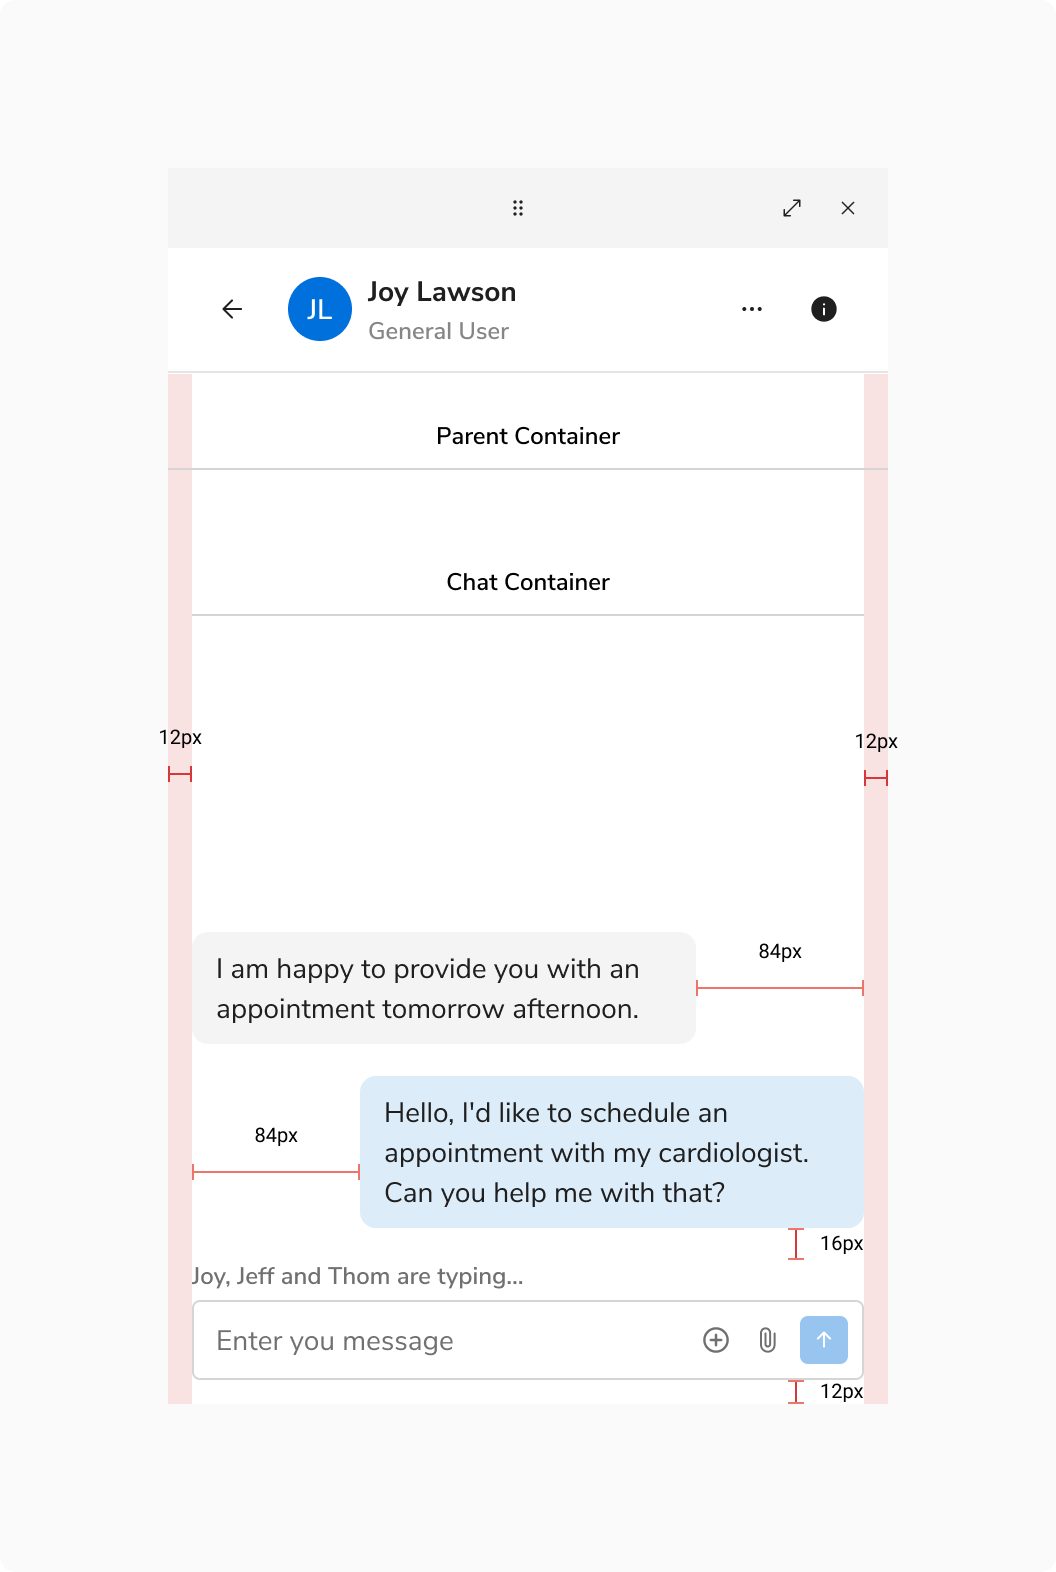 JL
Joy Lawson
General User
Parent Container
Chat Container
12px
12px
I am happy to provide you with an
appointment tomorrow afternoon.
84px
Hello, I'd like to schedule an
appointment with my cardiologist.
Can you help me with that?
84px
16px
Joy, Jeff and Thom are typing...
Enter you message
12px